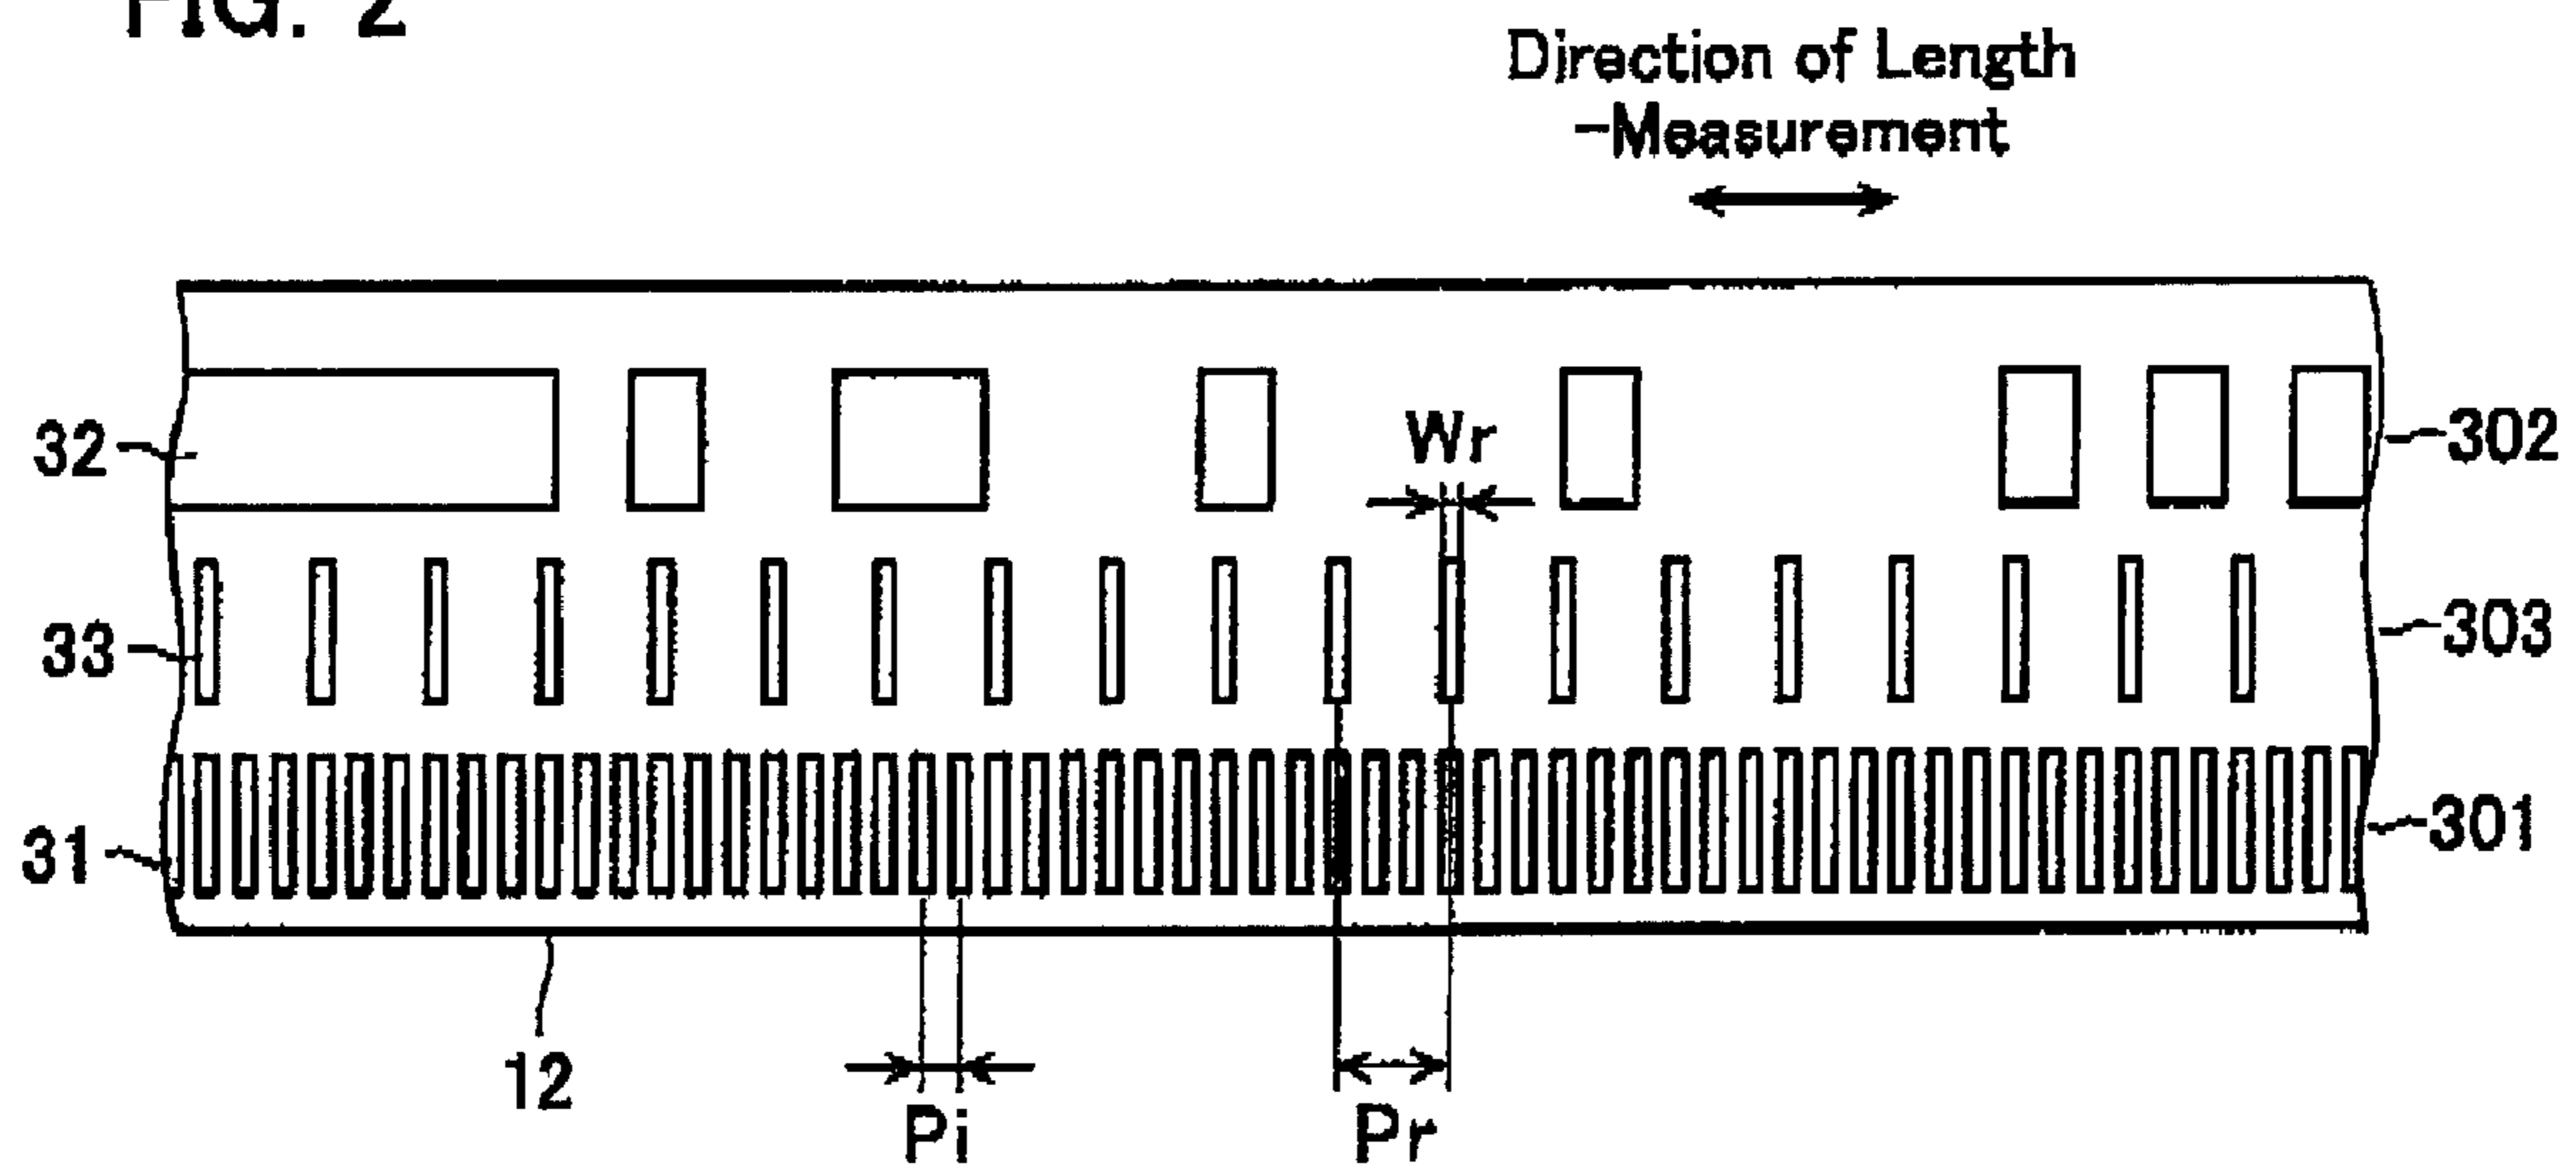 FIG. 2
Direction of Length
-Measurement
32
302
Wr
33
303
31
301
12
Pi
Pr